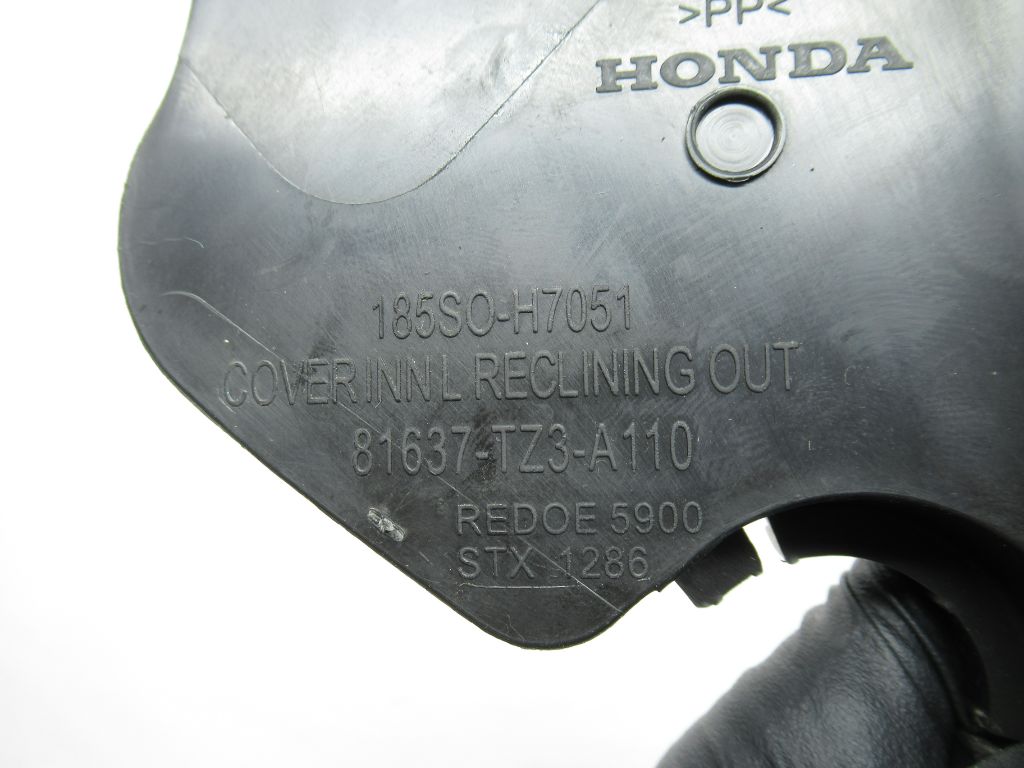 >PP<
HONDA
185SO-H7051
COVER INN L RECLINING OUT
81637-TZ3-A110
REDOE 5900
STX 1286